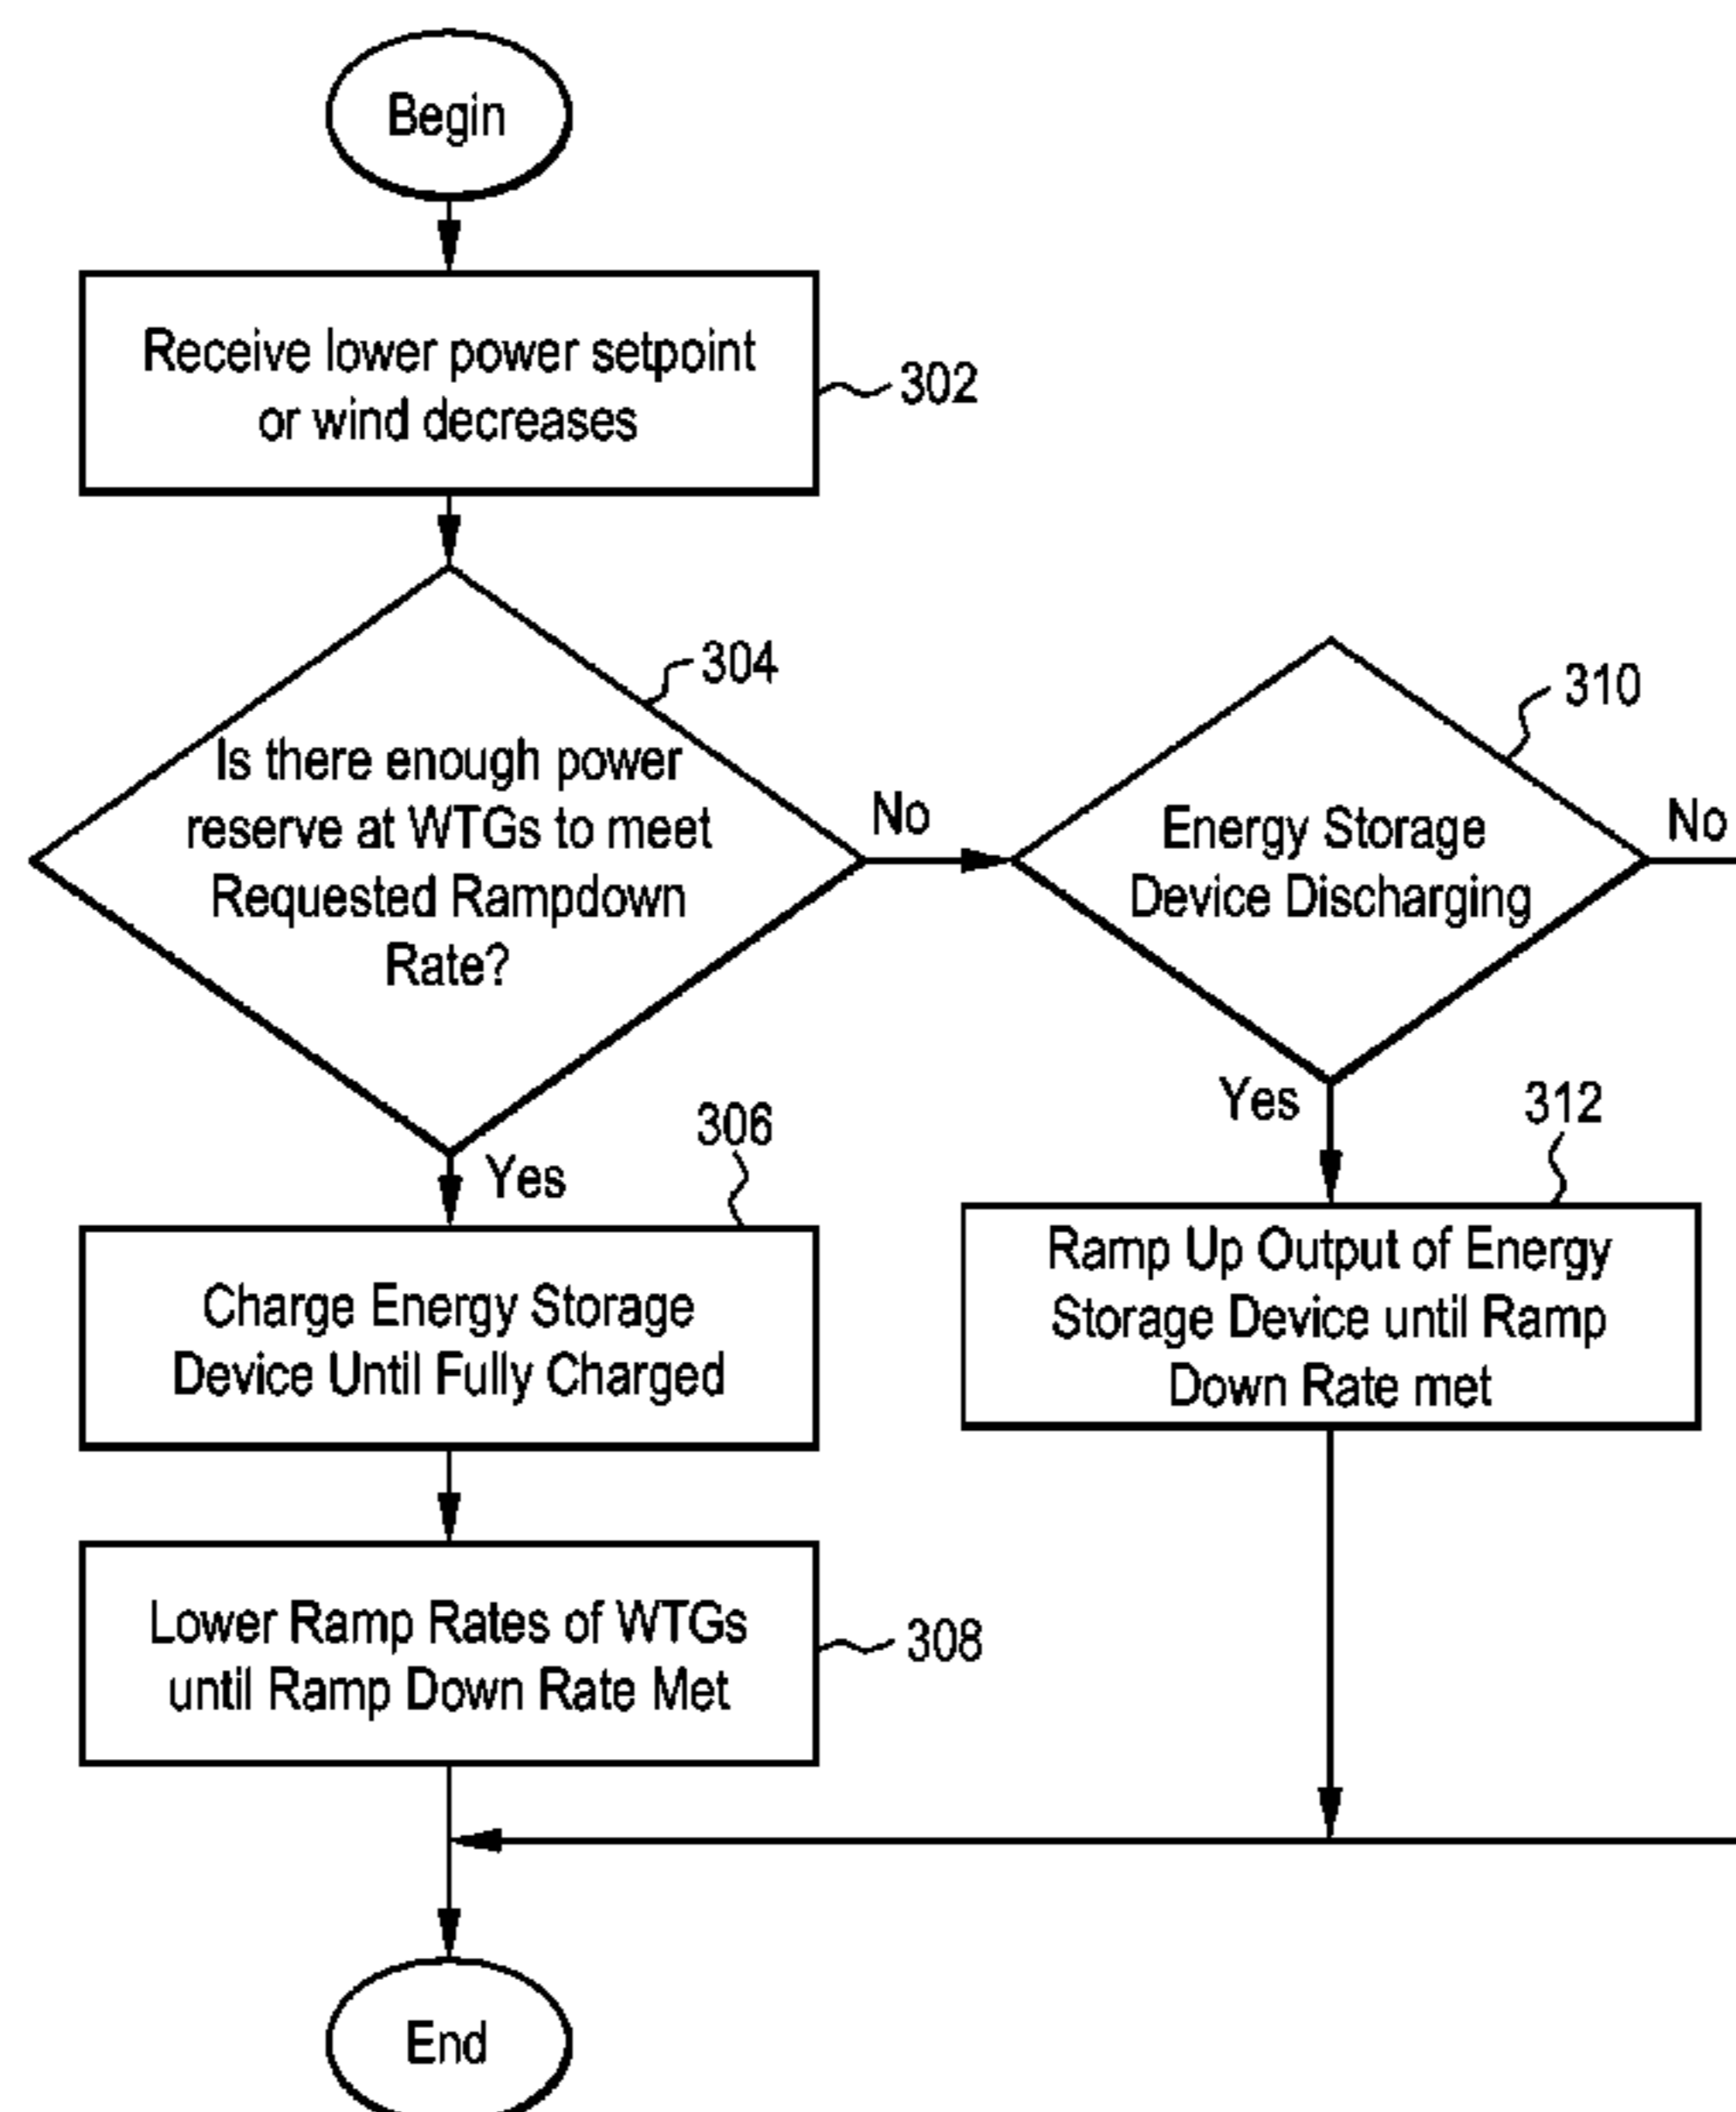 Begin
Receive lower power setpoint
or wind decreases
302
304
Is there enough power
reserve at WTGs to meet
Requested Rampdown
Rate?
No
310
Energy Storage
Device Discharging
No
Yes
306
Yes
312
Charge Energy Storage
Device Until Fully Charged
Ramp Up Output of Energy
Storage Device until Ramp
Down Rate met
Lower Ramp Rates of WTGs
until Ramp Down Rate Met
308
End